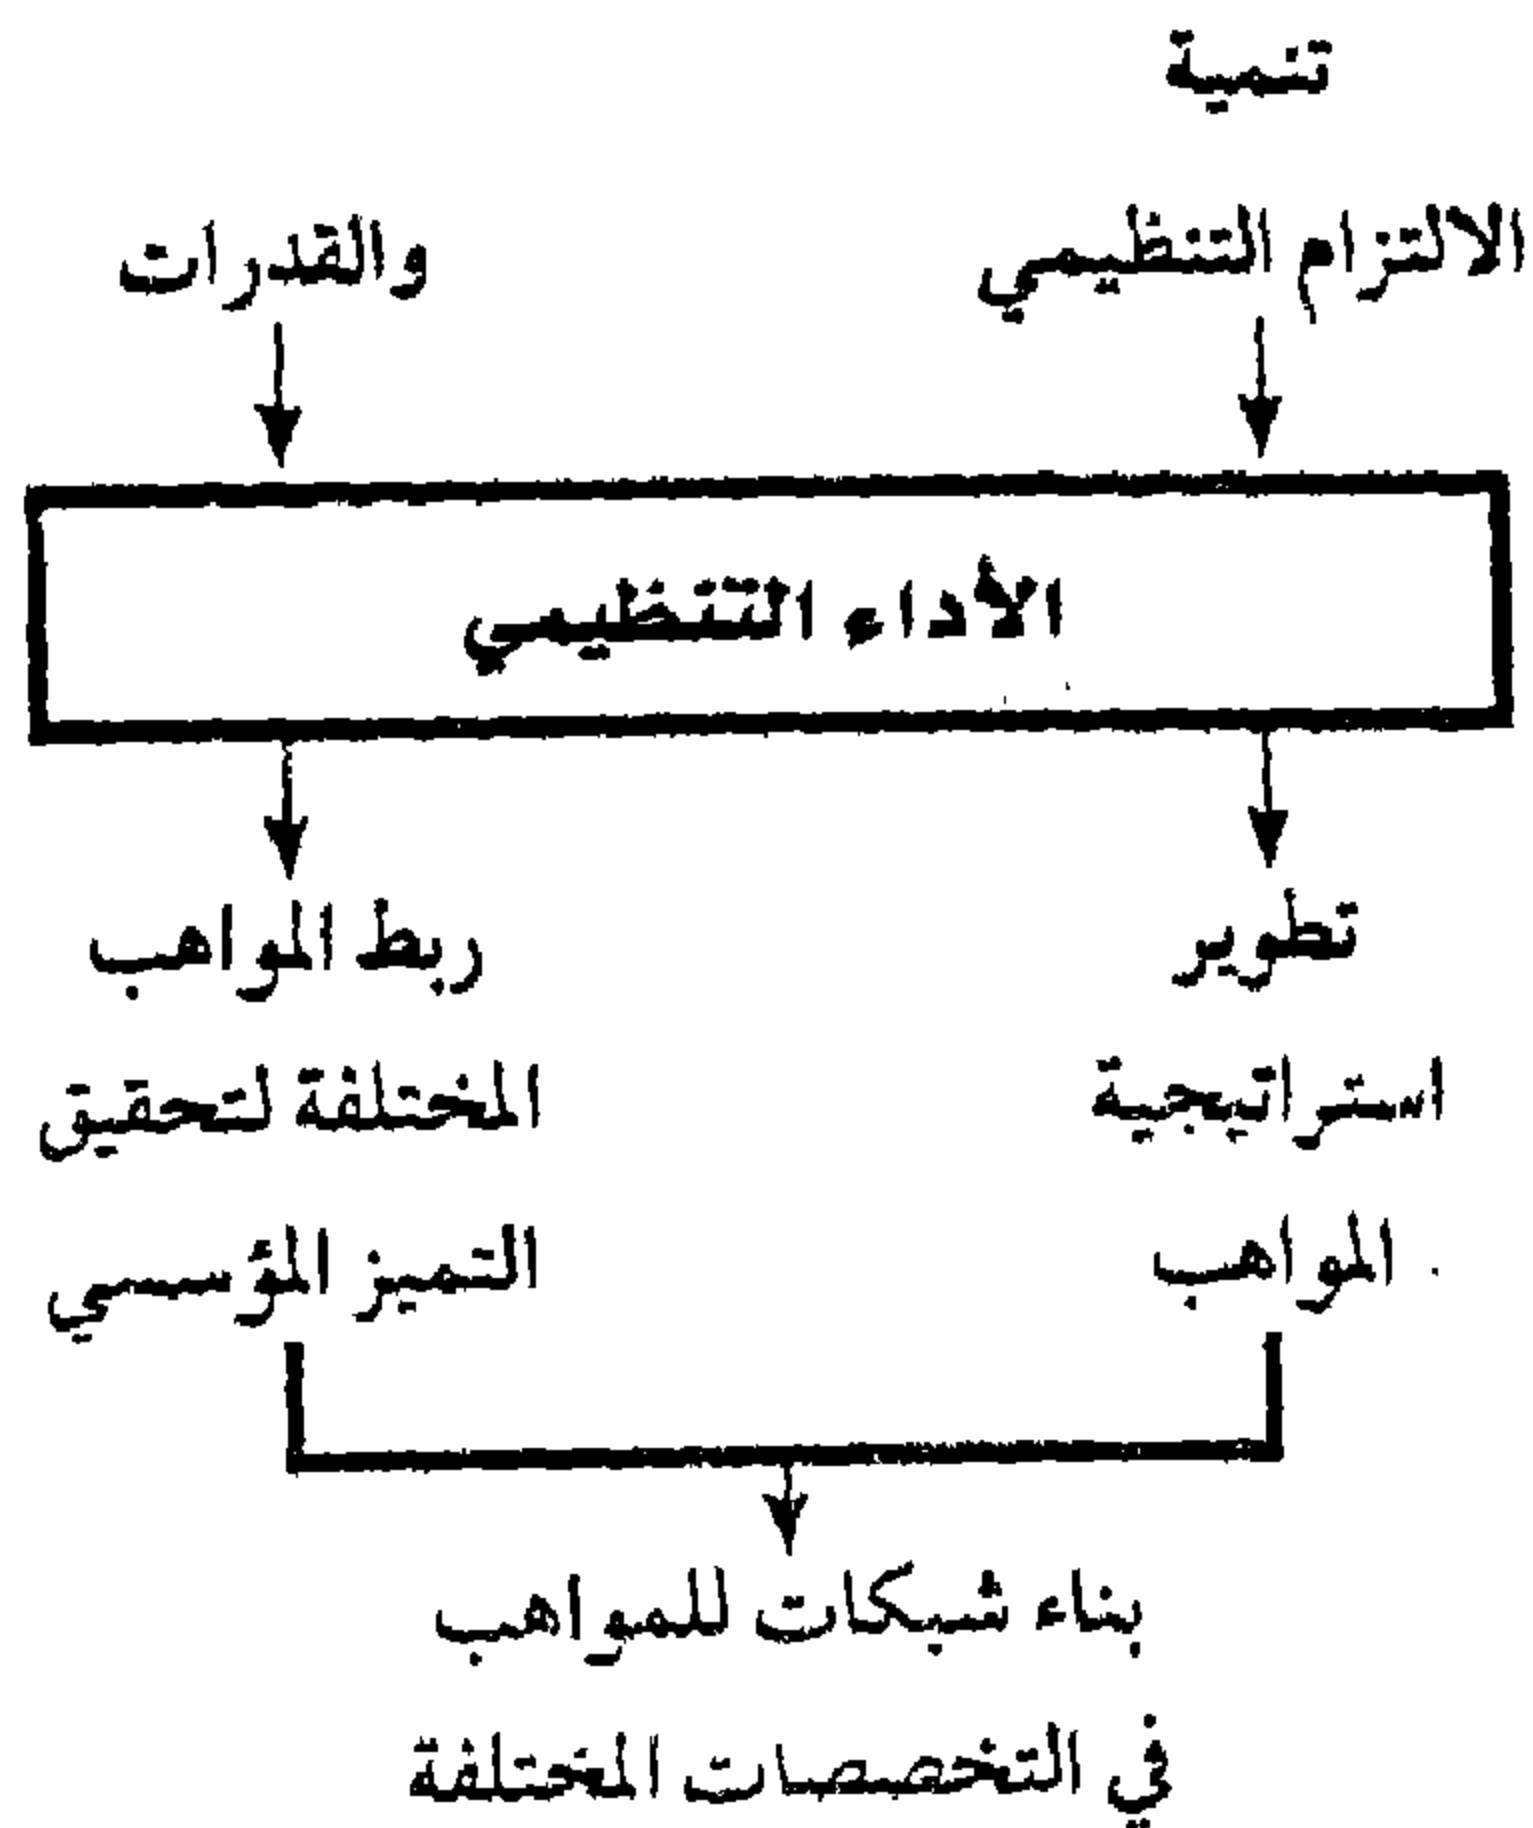 تنمية
الالتزام التنظيمي
والقدرات
الأداء التنظيمي
تطوير
استراتيجية
المواهب
ربط المواهب
المختلفة لتحقيق
التميز المؤسسي
بناء شبكات للمواهب
في التخصصات المختلفة